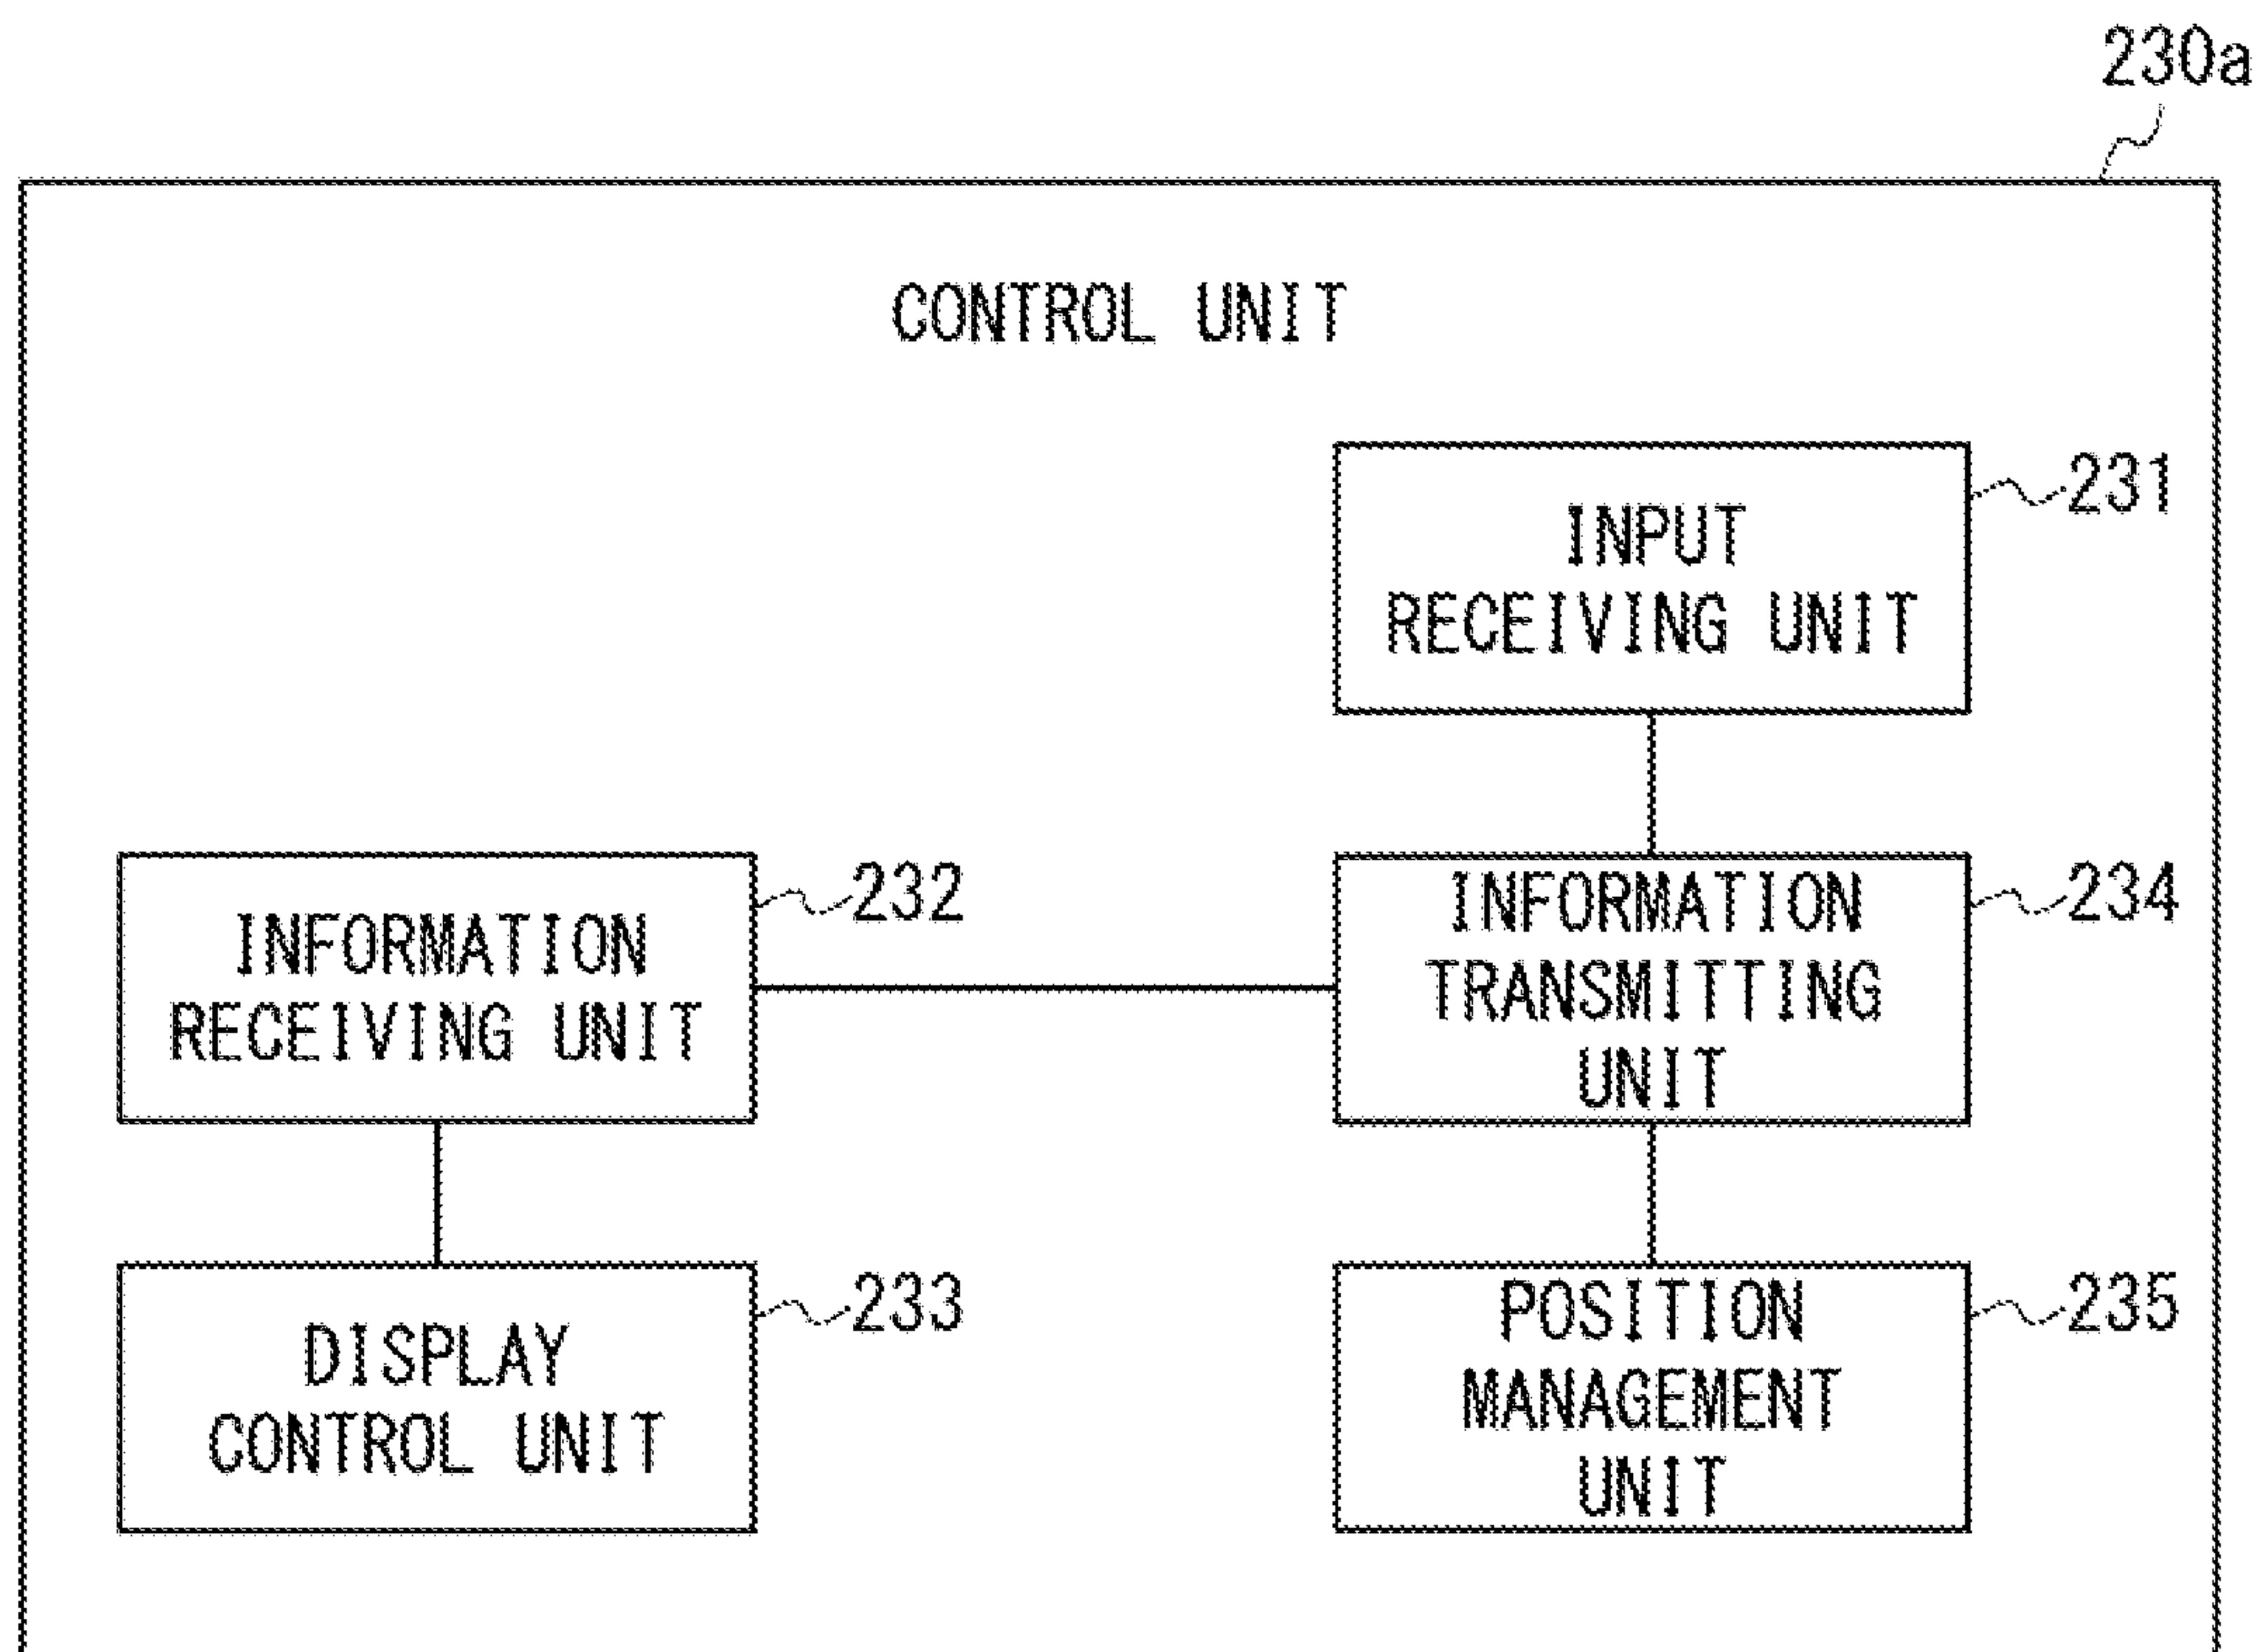 230a
CONTROL UNIT
INPUT
RECEIVING UNIT
231
INFORMATION
RECEIVING UNIT
232
INFORMATION
TRANSMITTING
UNIT
234
DISPLAY
CONTROL UNIT
233
POSITION
MANAGEMENT
UNIT
235